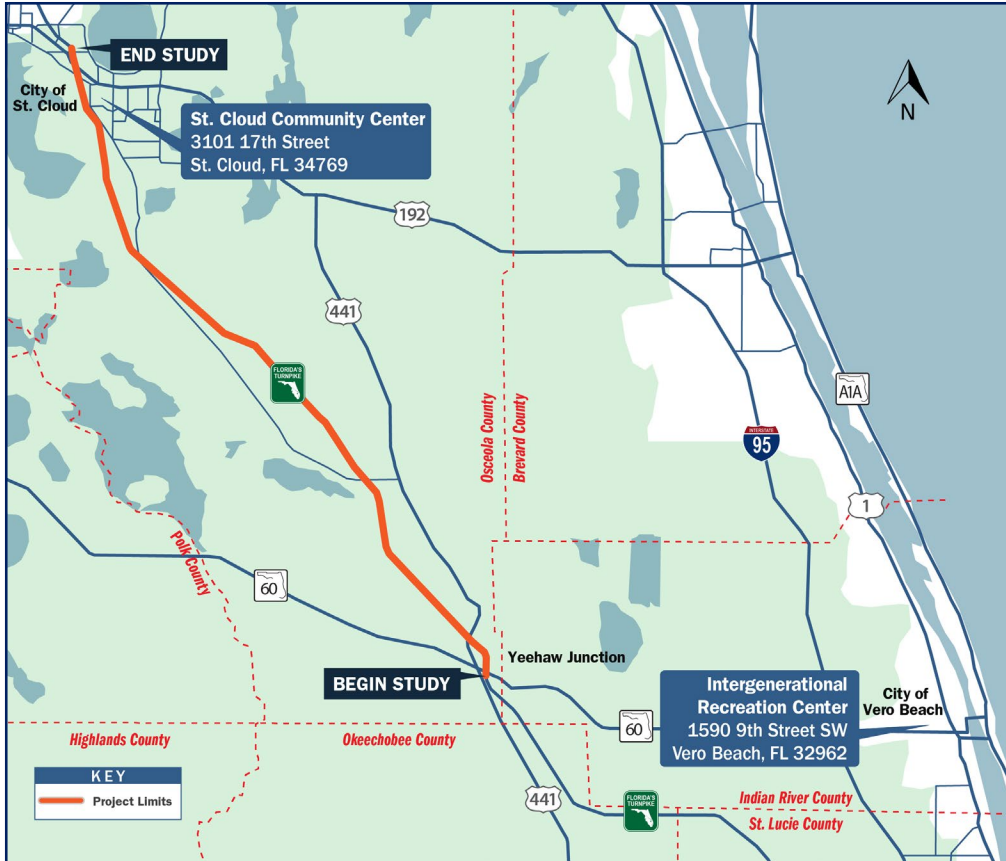 END STUDY
City of
St. Cloud
St. Cloud Community Center
3101 17th Street
St. Cloud, FL 34769
N
192
441
FLORIDA'S
TURNPIKE
A1A
Osceola County
Brevard County
INTERSTATE
95
1
Polk County
60
Yeehaw Junction
BEGIN STUDY
Intergenerational
Recreation Center
1590 9th Street SW
Vero Beach, FL 32962
City of
Vero Beach
60
Highlands County
Okeechobee County
KEY
Project Limits
441
FLORIDA'S
TURNPIKE
Indian River County
St. Lucie County